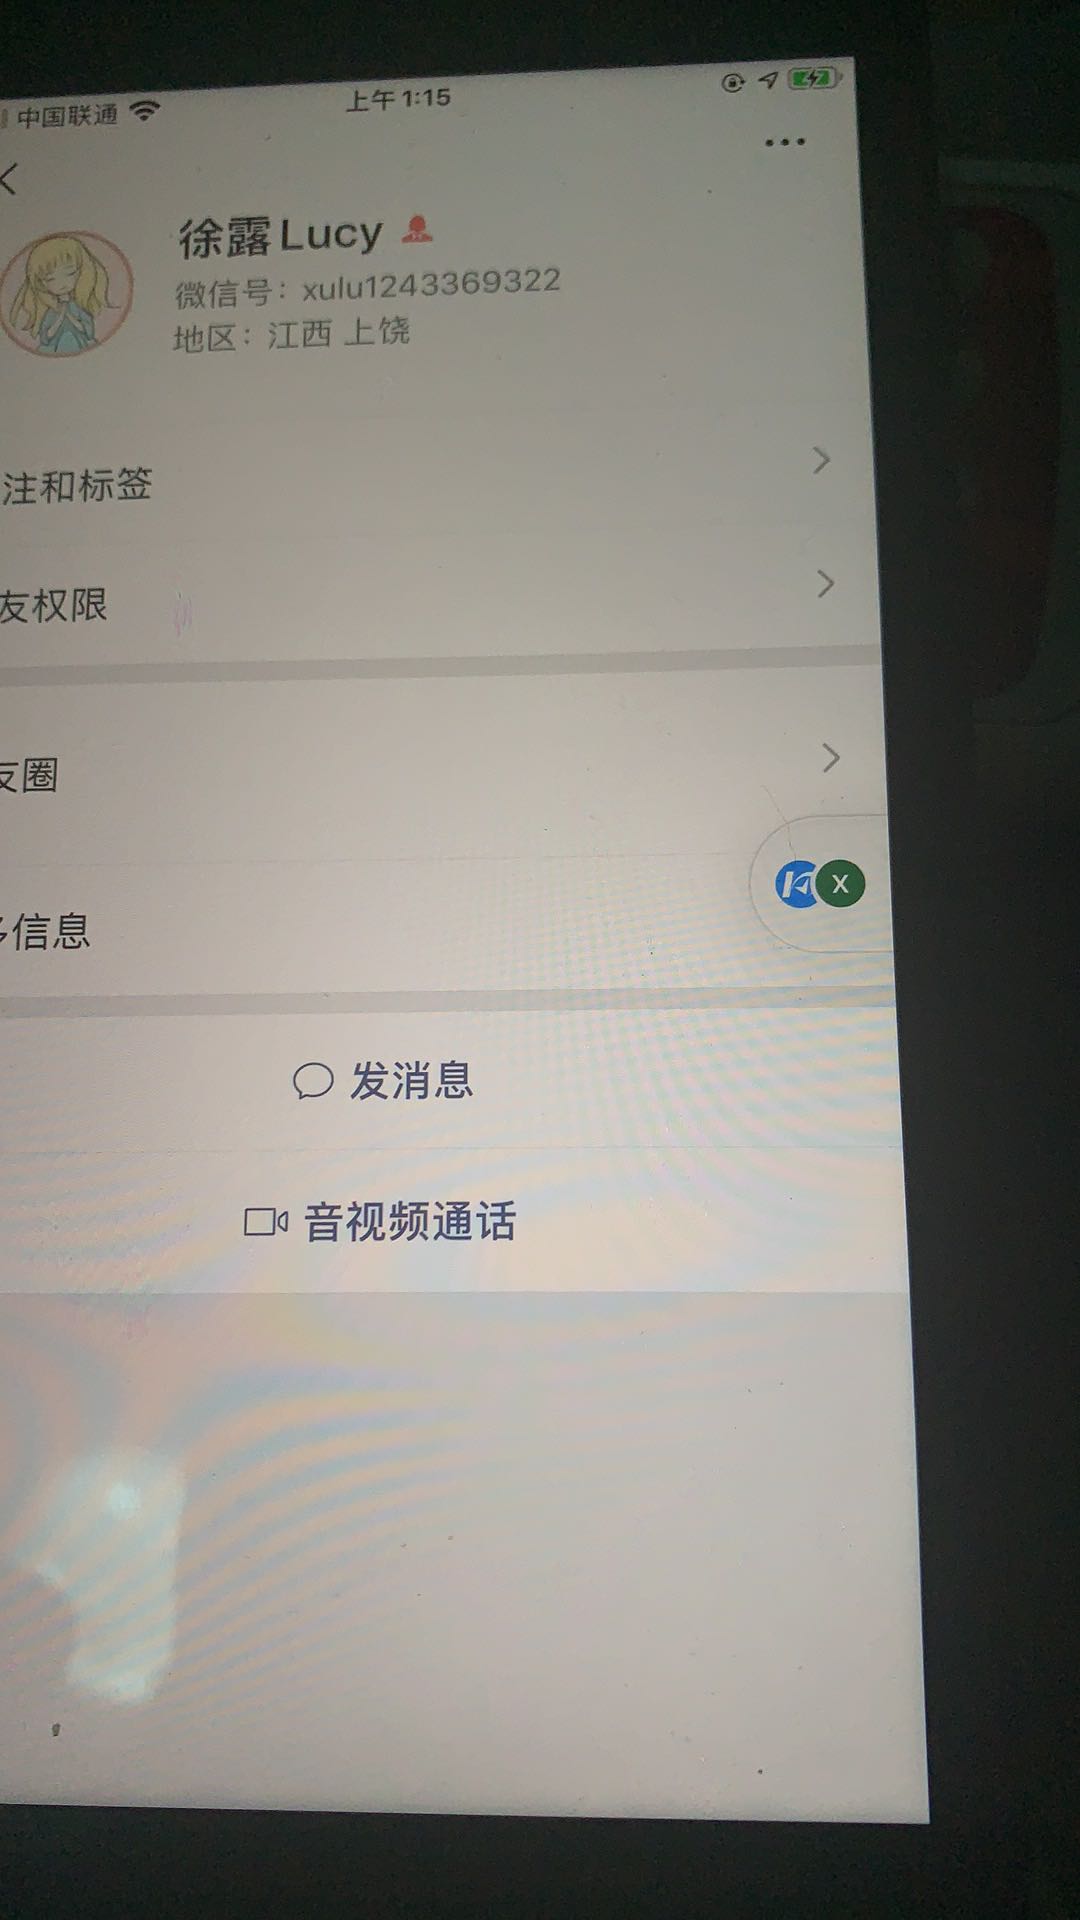 中国联通
上午1:15
徐露Lucy
微信号：xulu1243369322
地区：江西 上饶
注和标签
友权限
友圈
信息
X
发消息
音视频通话